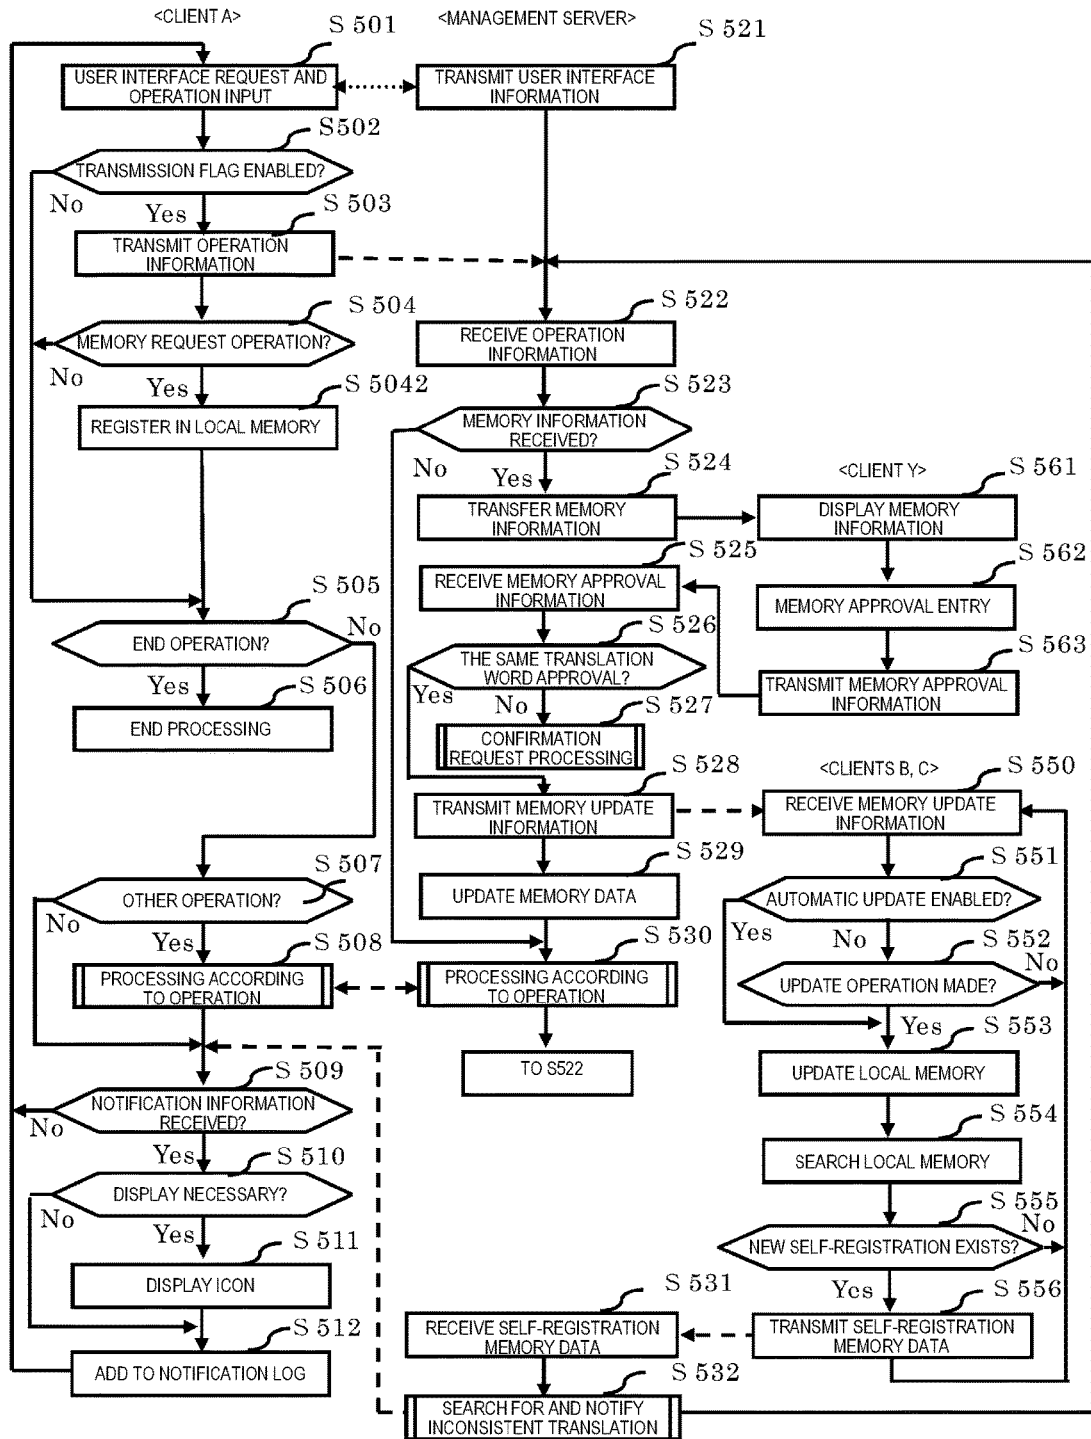 <CLIENT A>
S 501
USER INTERFACE REQUEST AND
OPERATION INPUT
S502
TRANSMISSION FLAG ENABLED?
No
Yes
S 503
TRANSMIT OPERATION
INFORMATION
S 504
MEMORY REQUEST OPERATION?
No
Yes
S 5042
REGISTER IN LOCAL MEMORY
S 505
END OPERATION?
No
Yes
S 506
END PROCESSING
S 507
OTHER OPERATION?
No
Yes
S 508
PROCESSING ACCORDING
TO OPERATION
S 509
NOTIFICATION INFORMATION
RECEIVED?
No
Yes
S 510
DISPLAY NECESSARY?
No
Yes
S 511
DISPLAY ICON
S 512
ADD TO NOTIFICATION LOG
<MANAGEMENT SERVER>
S 521
TRANSMIT USER INTERFACE
INFORMATION
S 522
RECEIVE OPERATION
INFORMATION
S 523
MEMORY INFORMATION
RECEIVED?
No
Yes
S 524
TRANSFER MEMORY
INFORMATION
S 525
RECEIVE MEMORY APPROVAL
INFORMATION
S 526
THE SAME TRANSLATION
WORD APPROVAL?
Yes
No
S 527
CONFIRMATION
REQUEST PROCESSING
S 528
TRANSMIT MEMORY UPDATE
INFORMATION
S 529
UPDATE MEMORY DATA
S 530
PROCESSING ACCORDING
TO OPERATION
TO S522
S 531
RECEIVE SELF-REGISTRATION
MEMORY DATA
S 532
SEARCH FOR AND NOTIFY
INCONSISTENT TRANSLATION
<CLIENT Y>
S 561
DISPLAY MEMORY
INFORMATION
S 562
MEMORY APPROVAL ENTRY
S 563
TRANSMIT MEMORY APPROVAL
INFORMATION
<CLIENTS B, C>
S 550
RECEIVE MEMORY UPDATE
INFORMATION
S 551
AUTOMATIC UPDATE ENABLED?
Yes
No
S 552
UPDATE OPERATION MADE?
No
Yes
S 553
UPDATE LOCAL MEMORY
S 554
SEARCH LOCAL MEMORY
S 555
NEW SELF-REGISTRATION EXISTS?
No
Yes
S 556
TRANSMIT SELF-REGISTRATION
MEMORY DATA